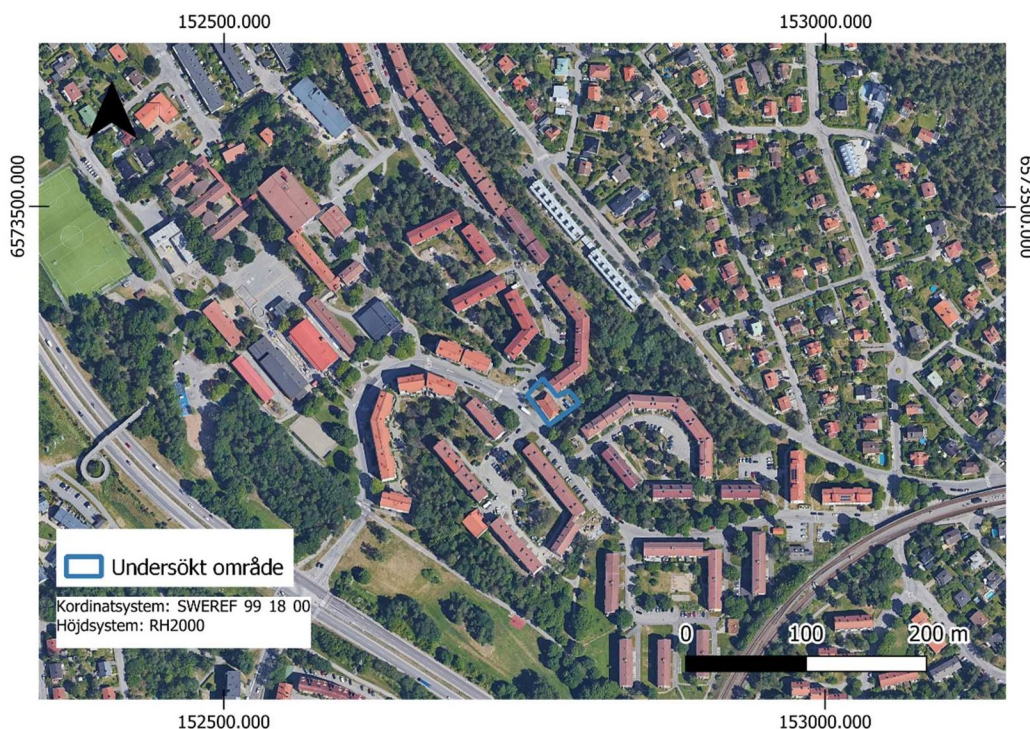 152500.000
153000.000
6573500.000
6573500.000
Undersökt område
Kordinatsystem: SWEREF 99 18 00
Höjdsystem: RH2000
0
100
200 m
152500.000
153000.000